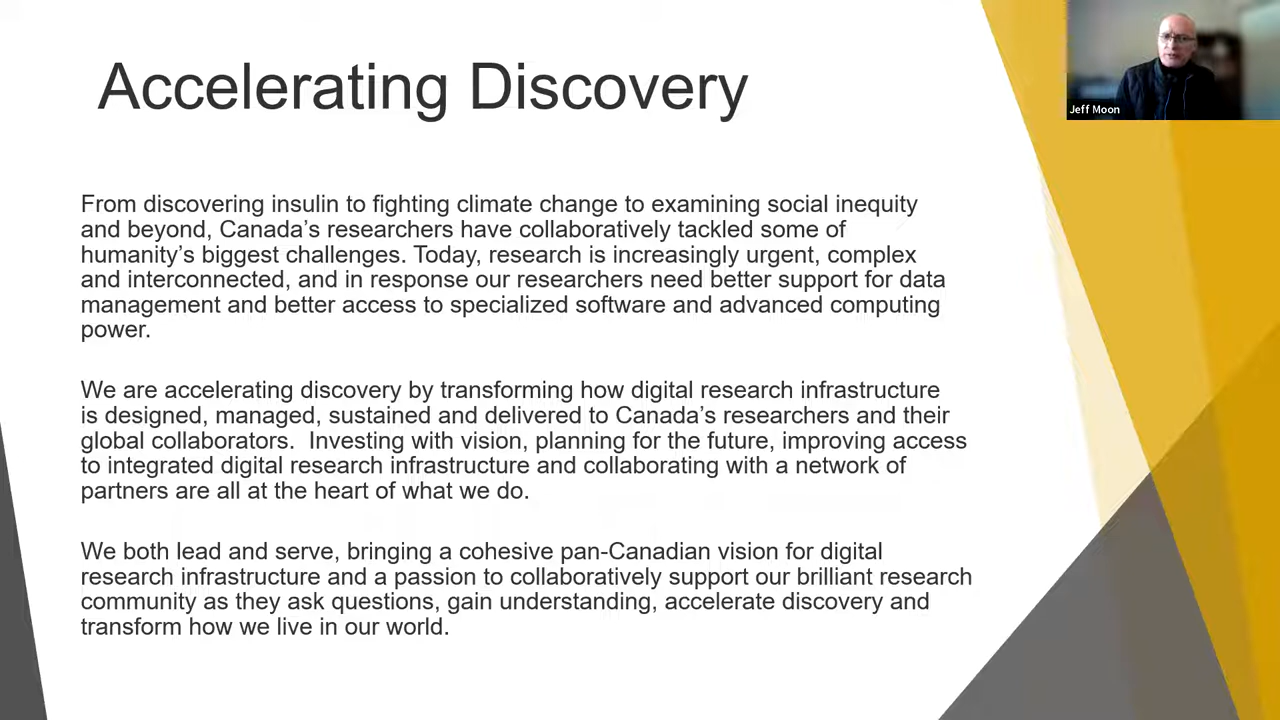 Accelerating Discovery
Jeff Moon
From discovering insulin to fighting climate change to examining social inequity
and beyond, Canada’s researchers have collaboratively tackled some of
humanity’s biggest challenges. Today, research is increasingly urgent, complex
and interconnected, and in response our researchers need better support for data
management and better access to specialized software and advanced computing
power.
We are accelerating discovery by transforming how digital research infrastructure
is designed, managed, sustained and delivered to Canada’s researchers and their
global collaborators.  Investing with vision, planning for the future, improving access
to integrated digital research infrastructure and collaborating with a network of
partners are all at the heart of what we do.
We both lead and serve, bringing a cohesive pan-Canadian vision for digital
research infrastructure and a passion to collaboratively support our brilliant research
community as they ask questions, gain understanding, accelerate discovery and
transform how we live in our world.